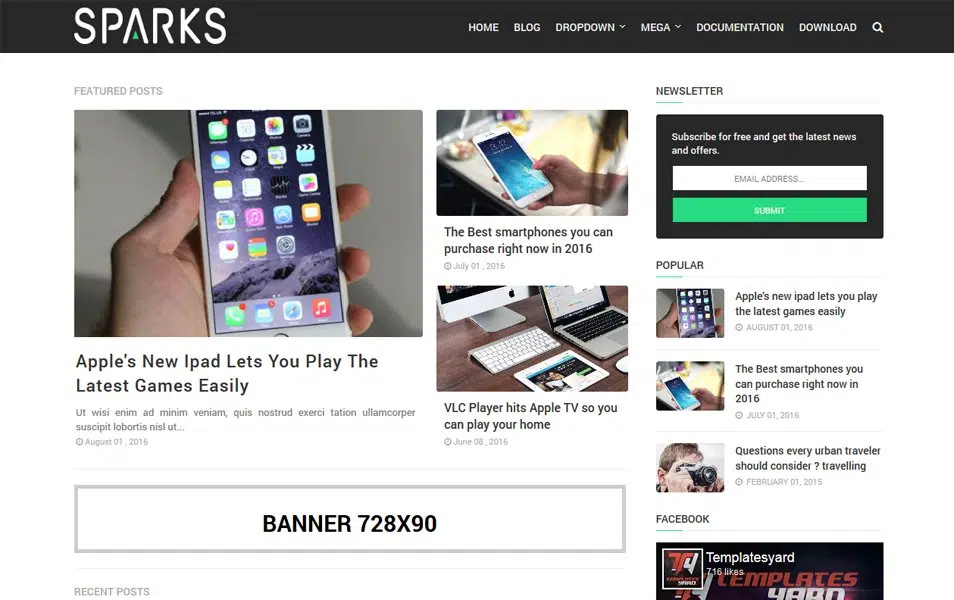 SPARKS
HOME BLOG DROPDOWN MEGA DOCUMENTATION DOWNLOAD
FEATURED POSTS
Apple's New Ipad Lets You Play The
Latest Games Easily
Ut wisi enim ad minim veniam, quis nostrud exerci tation ullamcorper
suscipit lobortis nisl ut...
August 01 , 2016
The Best smartphones you can
purchase right now in 2016
July 01 , 2016
VLC Player hits Apple TV so you
can play your home
June 08 , 2016
BANNER 728X90
RECENT POSTS
NEWSLETTER
Subscribe for free and get the latest news
and offers.
EMAIL ADDRESS...
SUBMIT
POPULAR
Apple's new ipad lets you play
the latest games easily
AUGUST 01, 2016
The Best smartphones you
can purchase right now in
2016
JULY 01, 2016
Questions every urban traveler
should consider ? travelling
FEBRUARY 01, 2015
FACEBOOK
Templatesyard
716 likes
TEMPLATES
YARD